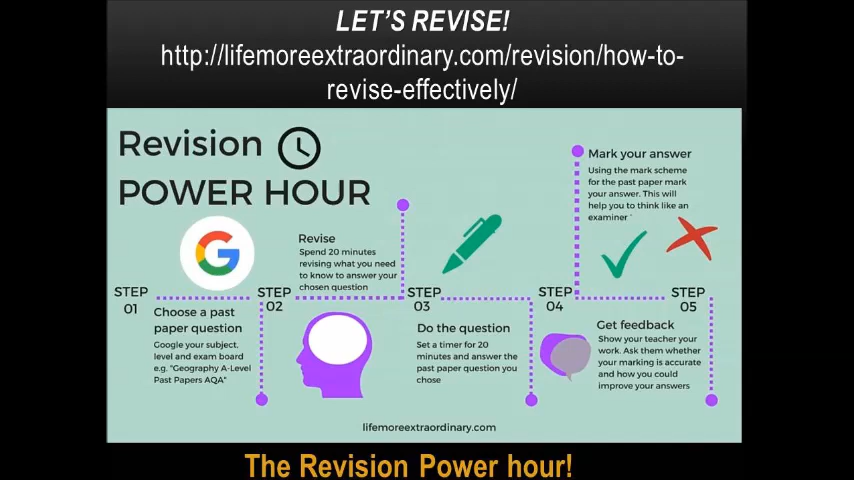 LET'S REVISE!
http://lifemoreextraordinary.com/revision/how-to-
revise-effectively/
Revision
POWER HOUR
STEP
01
Choose a past
paper question
Google your subject,
level and exam board
e.g. "Geography A-Level
Past Papers AQA"
STEP
02
Revise
Spend 20 minutes
revising what you need
to know to answer your
chosen question
STEP
03
Do the question
Set a timer for 20
minutes and answer the
past paper question you
chose
STEP
04
Mark your answer
Using the mark scheme
for the past paper mark
your answer. This will
help you to think like an
examiner '
STEP
05
Get feedback
Show your teacher your
work. Ask them whether
your marking is accurate
and how you could
improve your answers
lifemoreextraordinary.com
The Revision Power hour!